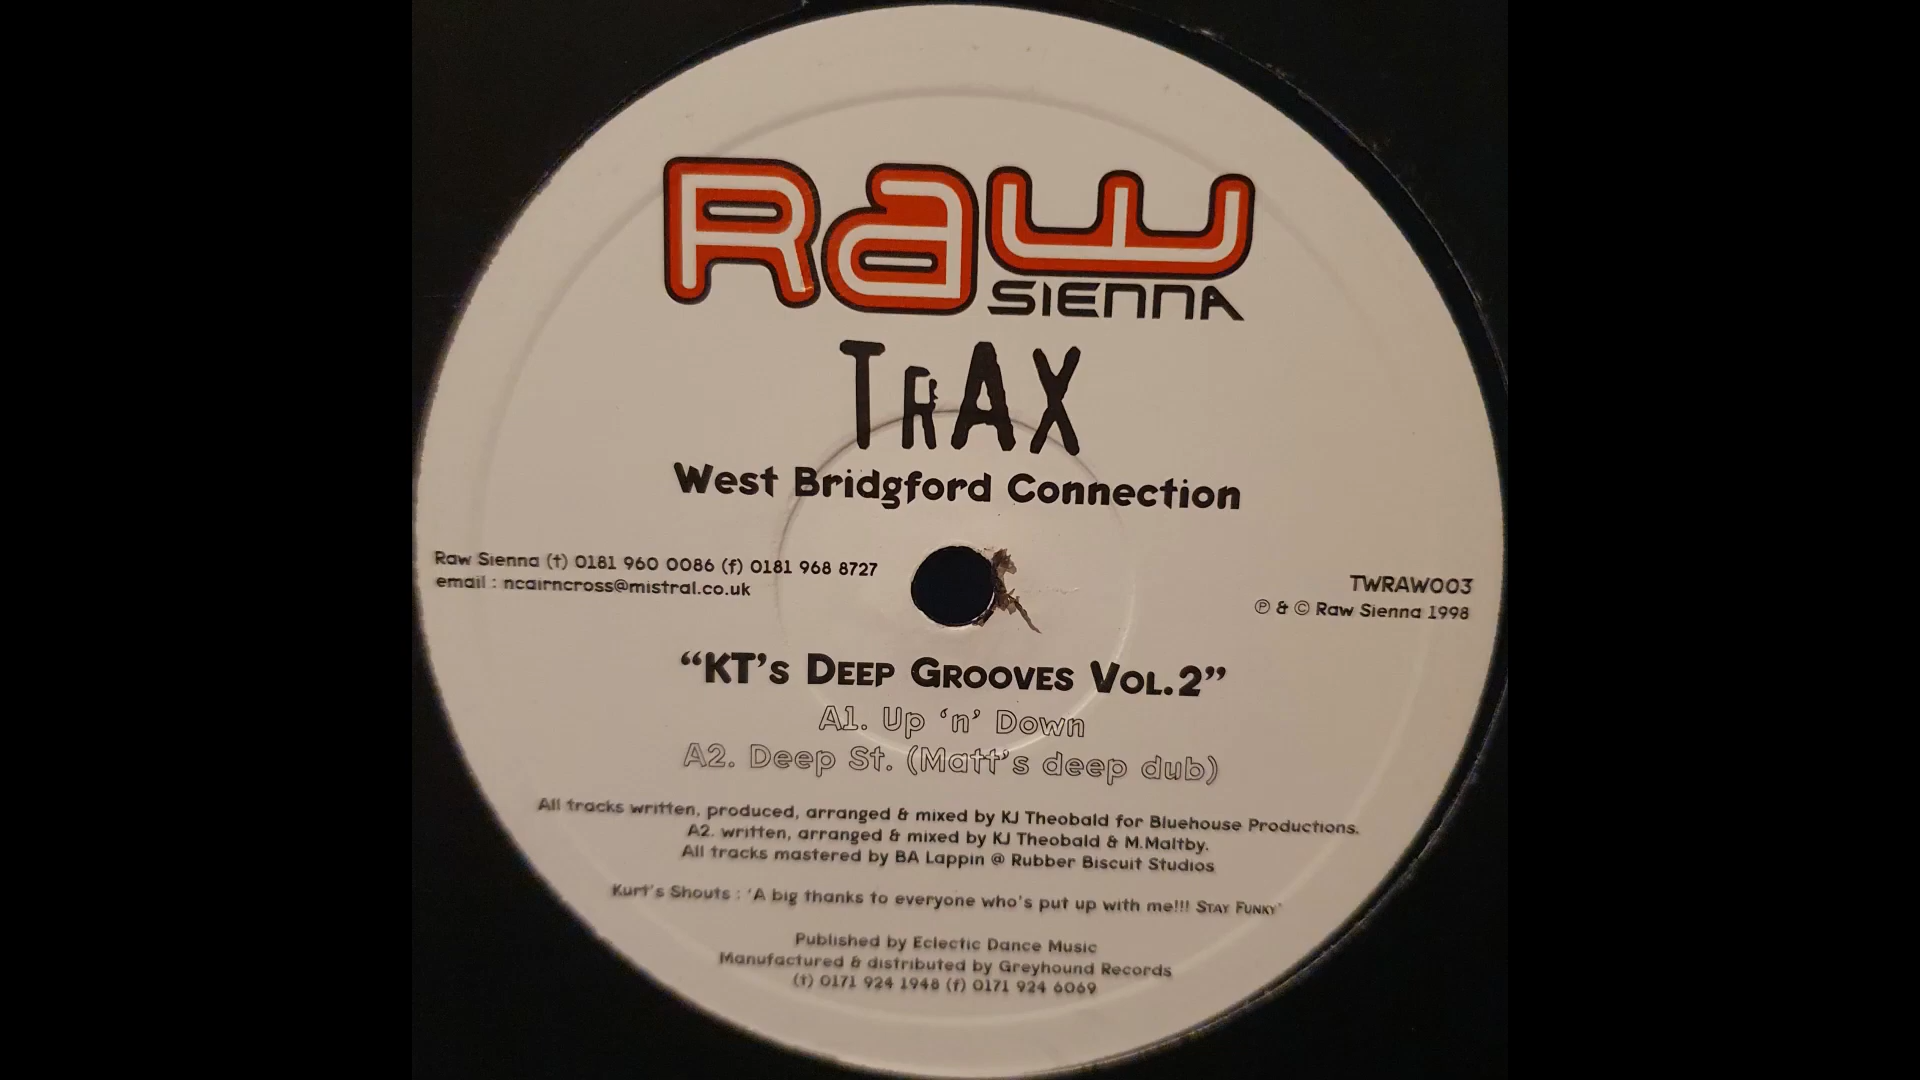 Raw
SIENNA
TrAX
West Bridgford Connection
Raw Sienna (t) 0181 960 0086 (f) 0181 968 8727
email : ncairncross@mistral.co.uk
TWRAW003
℗ & © Raw Sienna 1998
“KT’s DEEP GROOVES VOL.2”
A1. Up ‘n’ Down
A2. Deep St. (Matt’s deep dub)
All tracks written, produced, arranged & mixed by KJ Theobald for Bluehouse Productions.
A2. written, arranged & mixed by KJ Theobald & M.Maltby.
All tracks mastered by BA Lappin @ Rubber Biscuit Studios
Kurt’s Shouts : ‘A big thanks to everyone who’s put up with me!!! STAY FUNKY’
Published by Eclectic Dance Music
Manufactured & distributed by Greyhound Records
(t) 0171 924 1948 (f) 0171 924 6069